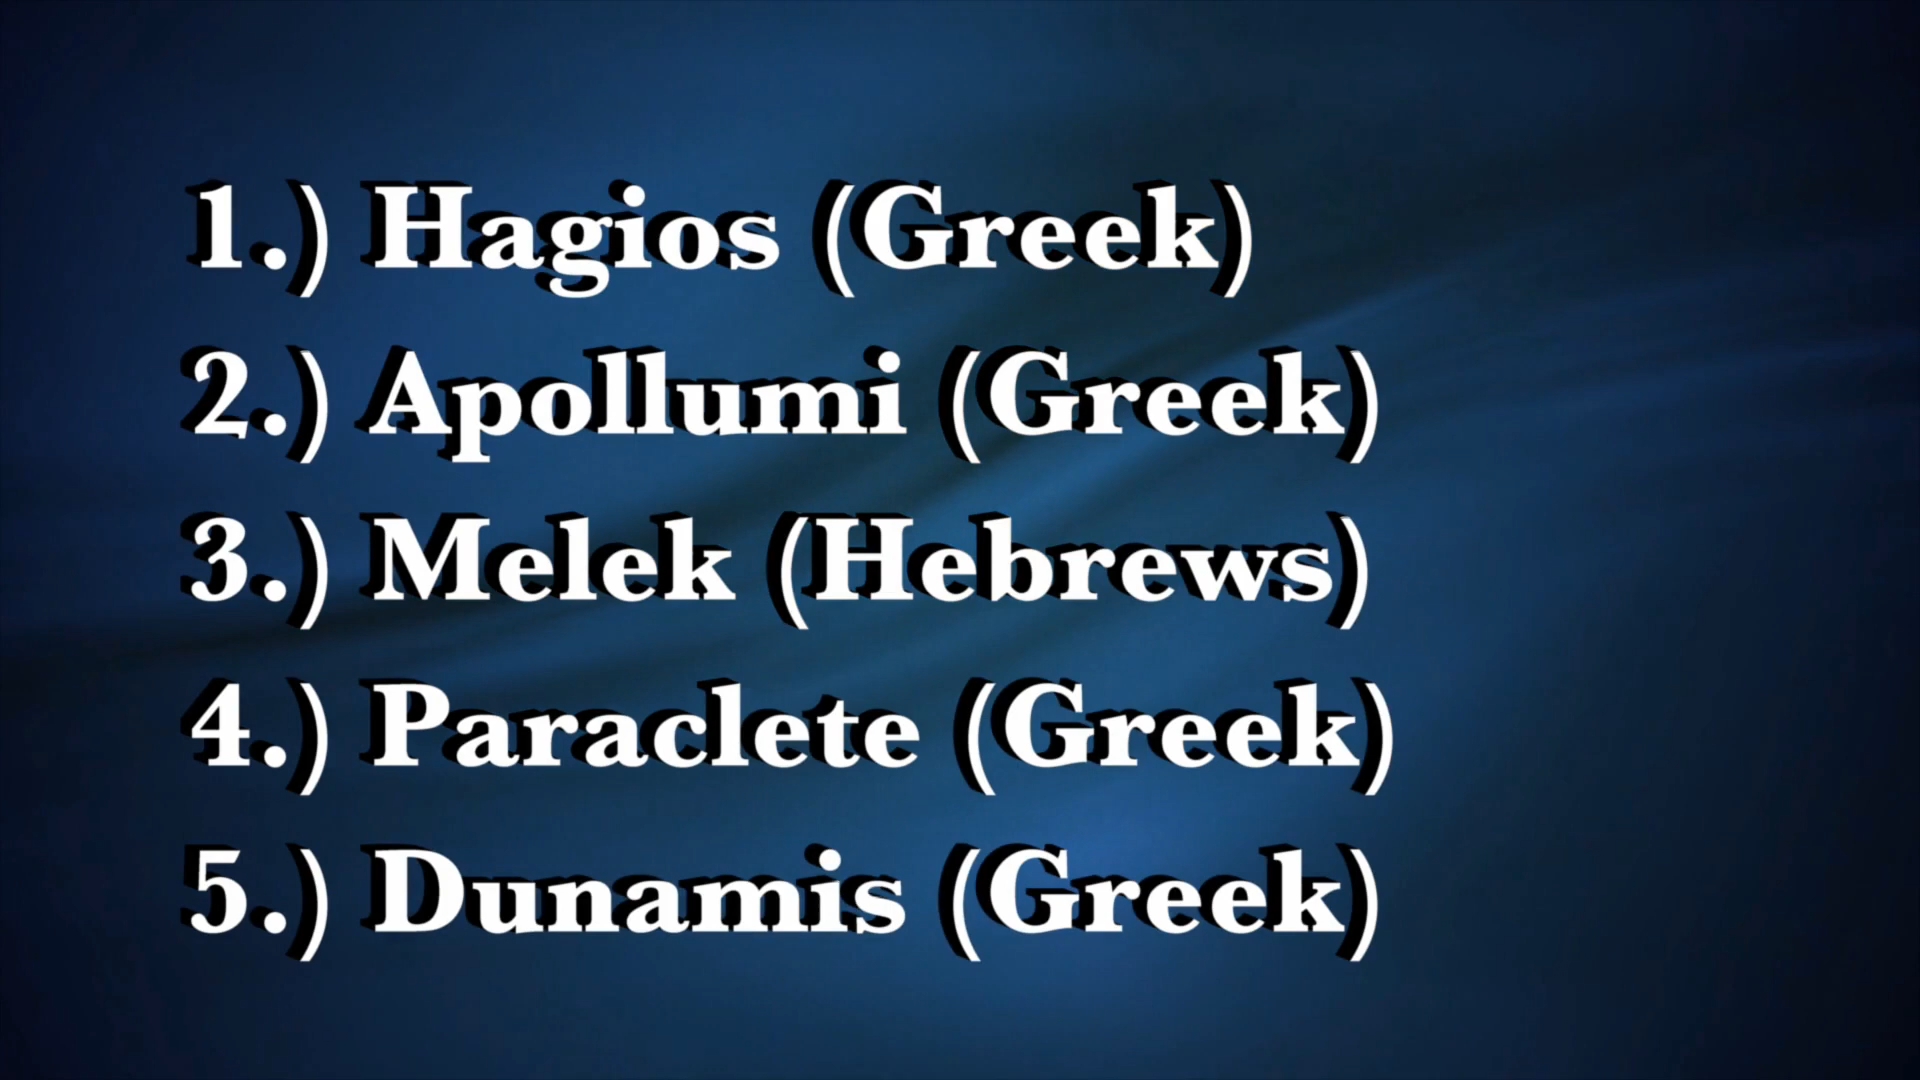 1.) Hagios (Greek)
2.) Apollumi (Greek)
3.) Melek (Hebrews)
4.) Paraclete (Greek)
5.) Dunamis (Greek)